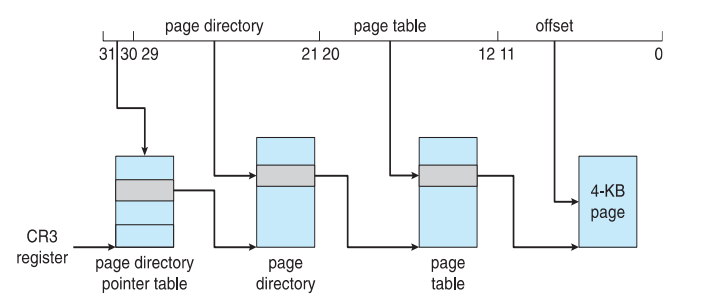 page directory page table offset
31 30 29 21 20 12 11 0
4-KB
page
CR3
register
page directory
pointer table
page
directory
page
table